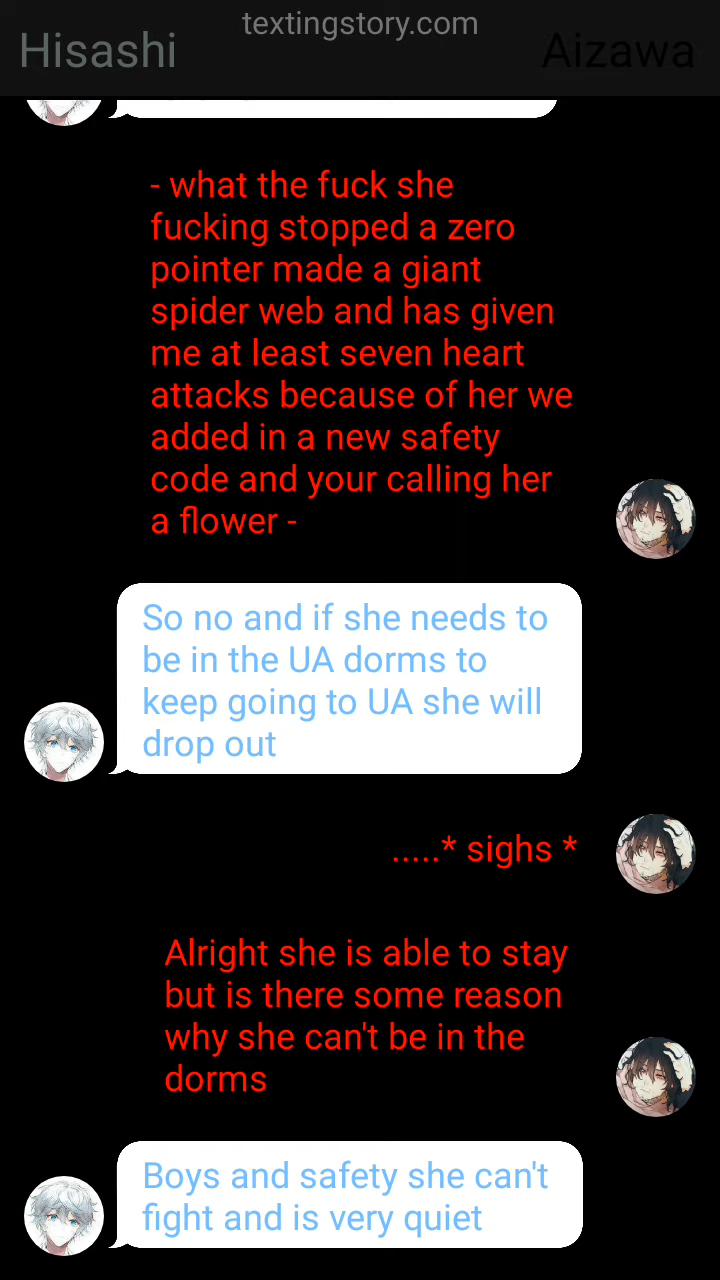 textingstory.com
Hisashi
Aizawa
- what the fuck she
fucking stopped a zero
pointer made a giant
spider web and has given
me at least seven heart
attacks because of her we
added in a new safety
code and your calling her
a flower -
So no and if she needs to
be in the UA dorms to
keep going to UA she will
drop out
.....* sighs *
Alright she is able to stay
but is there some reason
why she can't be in the
dorms
Boys and safety she can't
fight and is very quiet